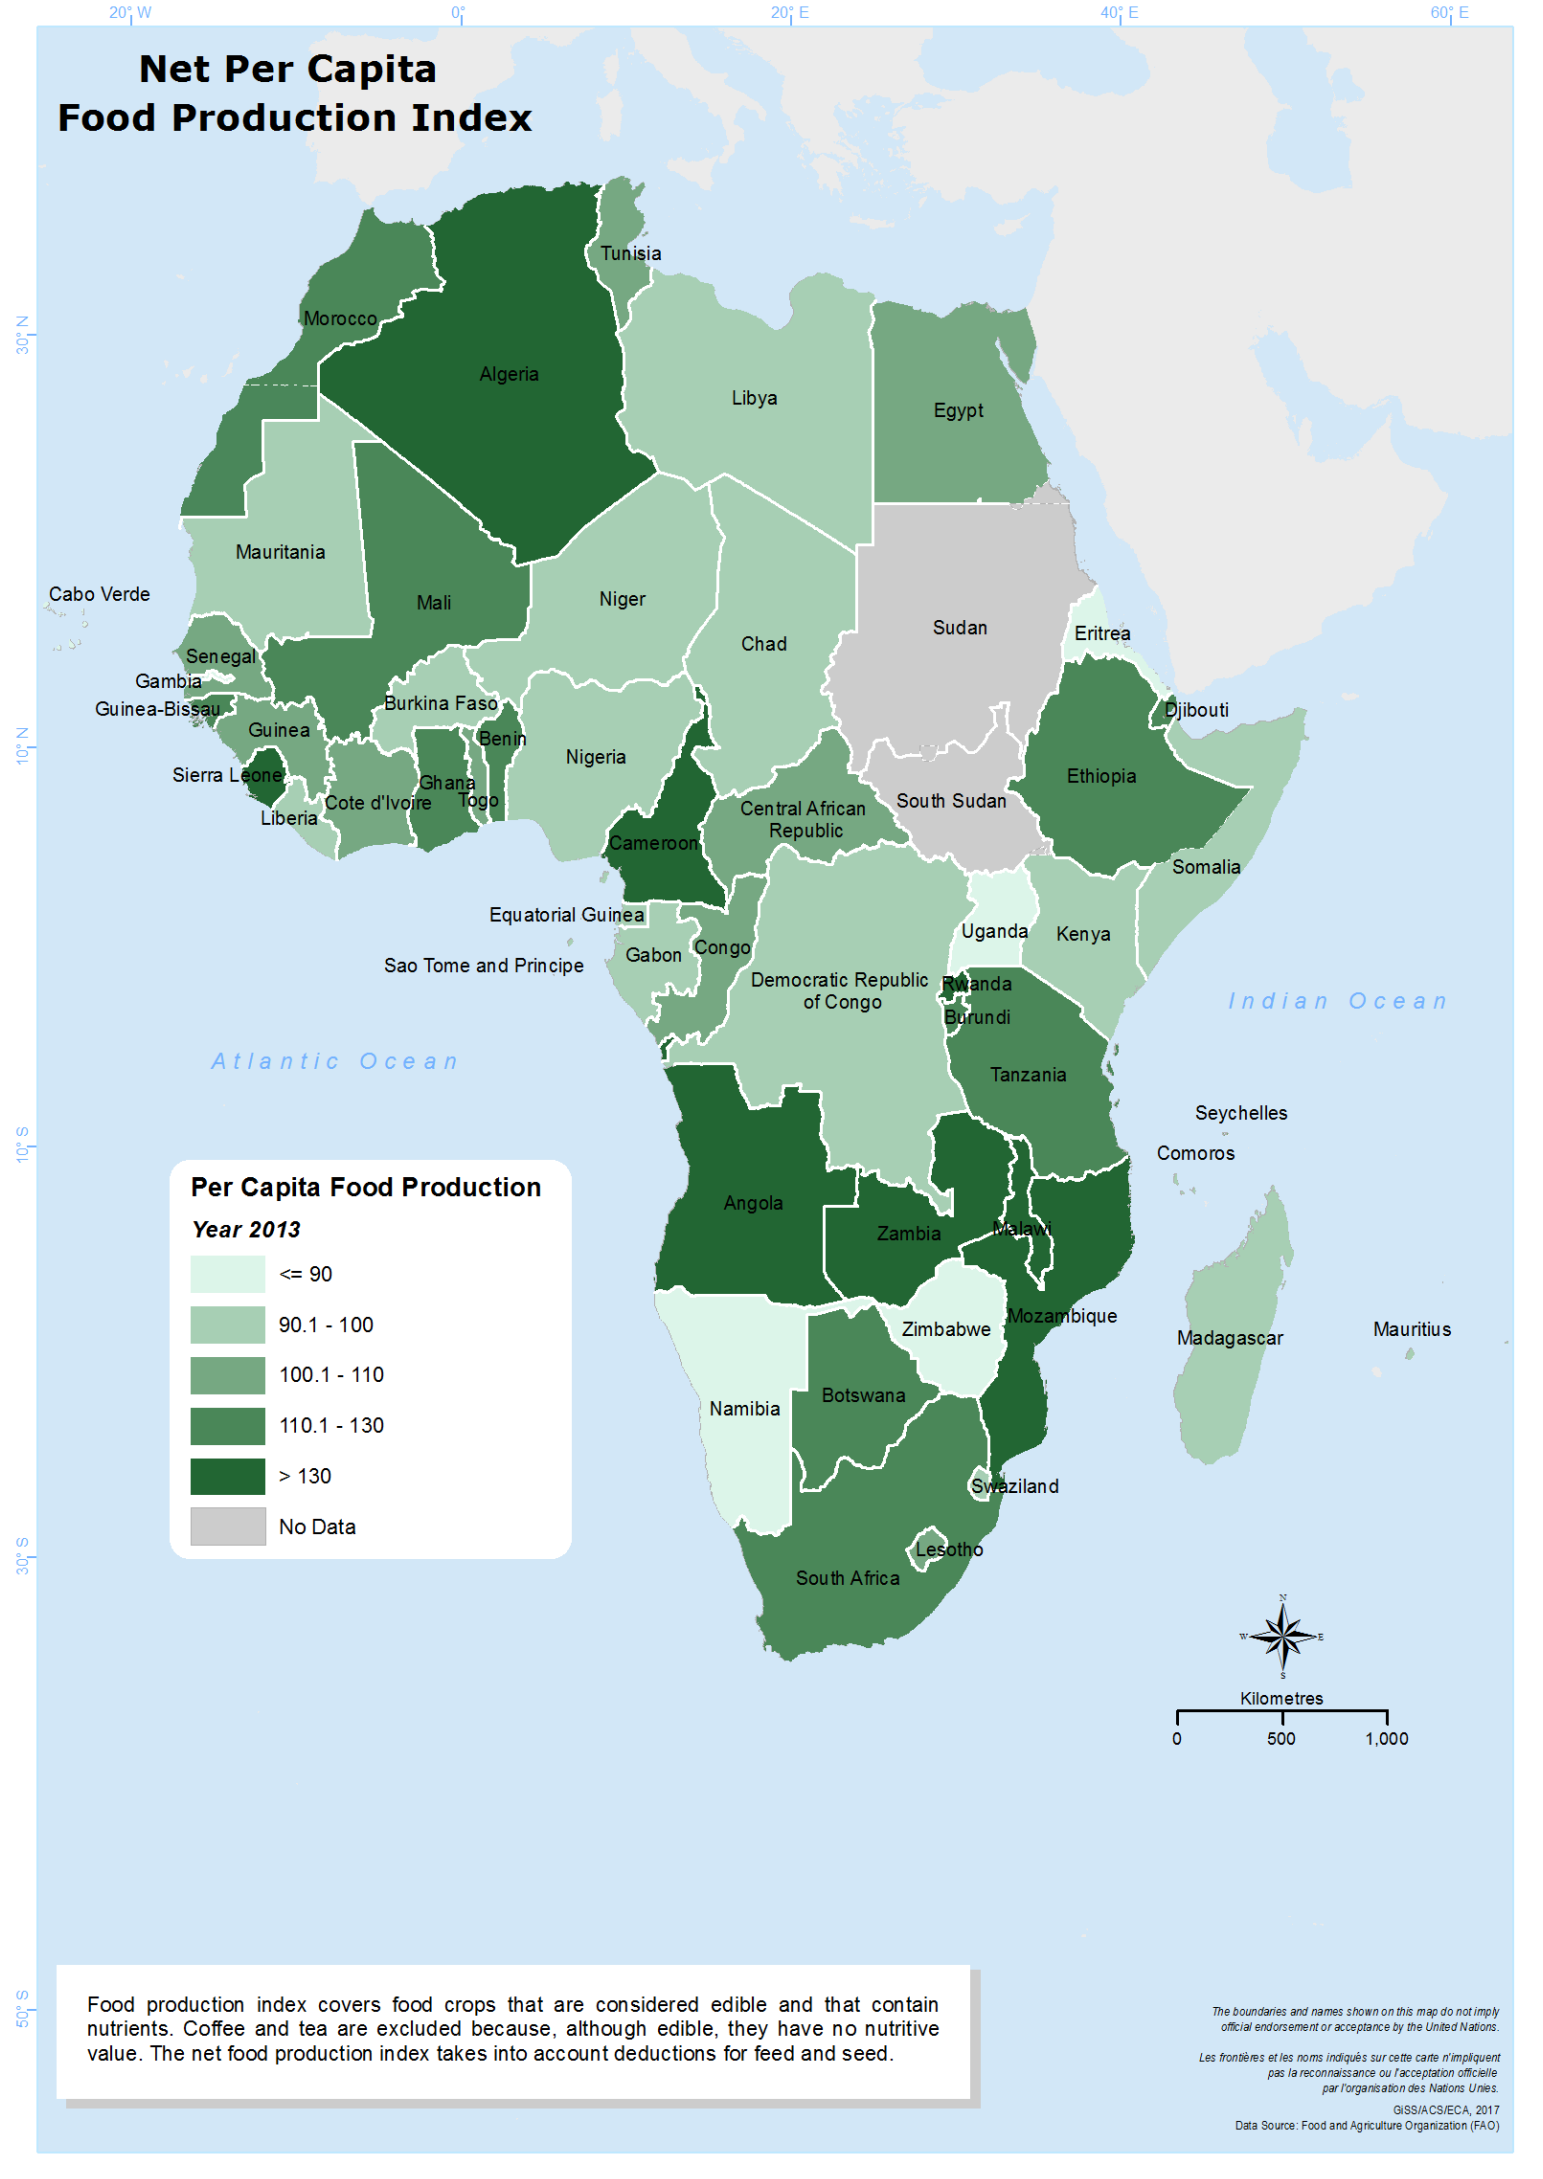 20° W 0° 20° E 40° E 60° E
Net Per Capita
Food Production Index
Tunisia
30° N
Morocco
Algeria
Libya
Egypt
Mauritania
Cabo Verde
Mali
Niger
Sudan
Eritrea
Chad
Senegal
Gambia
Burkina Faso
Guinea-Bissau
Djibouti
Guinea
Benin
10° N
Nigeria
Sierra Leone
Ethiopia
Ghana
Togo
Cote d'Ivoire
South Sudan
Central African
Republic
Liberia
Cameroon
Somalia
Equatorial Guinea
Uganda
Kenya
Congo
Gabon
Sao Tome and Principe
Democratic Republic
of Congo
Rwanda
Indian Ocean
Burundi
Atlantic Ocean
Tanzania
Seychelles
10° S
Comoros
Angola
Malawi
Zambia
Mozambique
Zimbabwe
Mauritius
Madagascar
Botswana
Namibia
Swaziland
Lesotho
30° S
South Africa
Per Capita Food Production
Year 2013
<= 90
90.1 - 100
100.1 - 110
110.1 - 130
> 130
No Data
N
W E
S
Kilometres
0 500 1,000
50° S
Food production index covers food crops that are considered edible and that contain
nutrients. Coffee and tea are excluded because, although edible, they have no nutritive
value. The net food production index takes into account deductions for feed and seed.
The boundaries and names shown on this map do not imply
official endorsement or acceptance by the United Nations.
Les frontières et les noms indiqués sur cette carte n'impliquent
pas la reconnaissance ou l'acceptation officielle
par l'organisation des Nations Unies.
GiSS/ACS/ECA, 2017
Data Source: Food and Agriculture Organization (FAO)